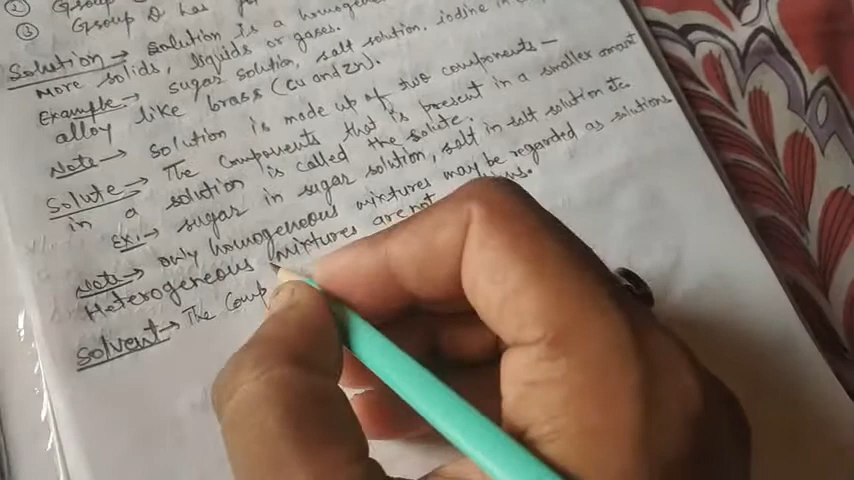 ② Group
③ Group D has
Solution → Solution is a homogene
more solids, liquids or gases.
Example → sugar solution, salt solution, iodine in
alloy like brass (Cu and Zn).
Note → solution is made up of two components —
Solute → The components that is present in a smaller amount
in a solution is called the solute.
Ex:→ sugar in sugar solution, salt in salt solution etc.
Note → only homogeneous mixtures may be regarded as solutions
Heterogeneous mixtures are not
Solvent → The comp